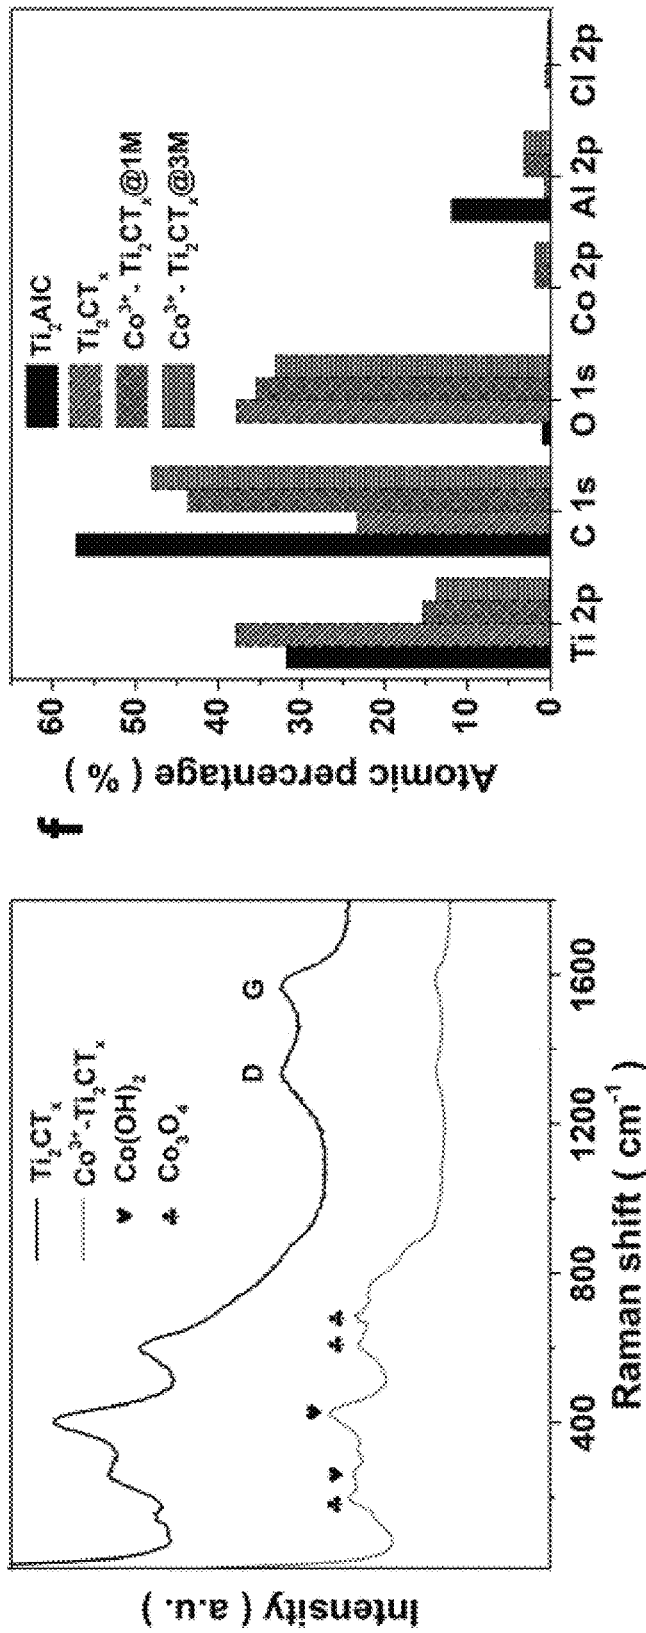 Intensity ( a.u. )
Ti₂CTₓ
Co³⁺-Ti₂CTₓ
♥ Co(OH)₂
♣ Co₃O₄
D
G
400
800
1200
1600
Raman shift ( cm⁻¹ )
f
Atomic percentage ( % )
60
50
40
30
20
10
0
Ti₂AlC
Ti₂CTₓ
Co³⁺- Ti₂CTₓ@1M
Co³⁺- Ti₂CTₓ@3M
Ti 2p
C 1s
O 1s
Co 2p
Al 2p
Cl 2p